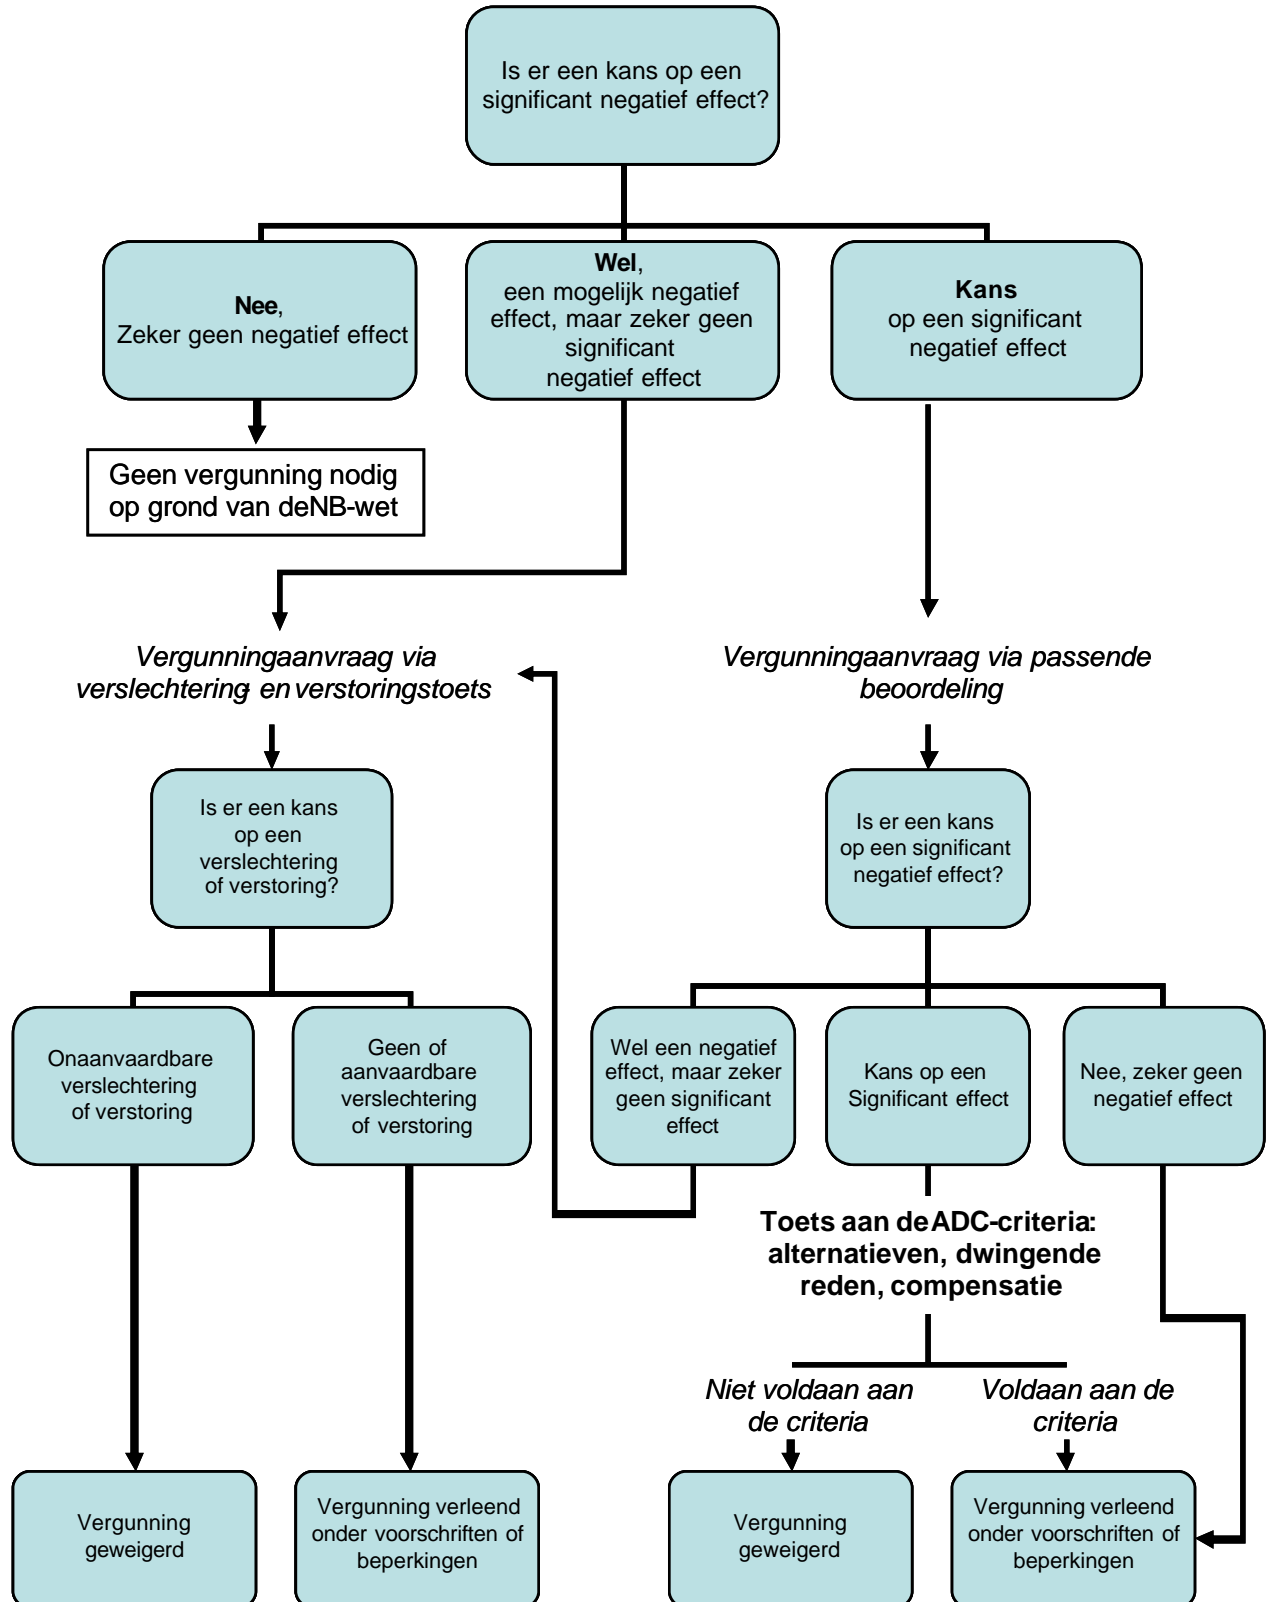 Is er een kans op een
significant negatief effect?
Nee,
Zeker geen negatief effect
Wel,
een mogelijk negatief
effect, maar zeker geen
significant
negatief effect
Kans
op een significant
negatief effect
Geen vergunning nodig
op grond van deNB-wet
Vergunningaanvraag via
verslechtering- en verstoringstoets
Vergunningaanvraag via passende
beoordeling
Is er een kans
op een
verslechtering
of verstoring?
Is er een kans
op een significant
negatief effect?
Onaanvaardbare
verslechtering
of verstoring
Geen of
aanvaardbare
verslechtering
of verstoring
Wel een negatief
effect, maar zeker
geen significant
effect
Kans op een
Significant effect
Nee, zeker geen
negatief effect
Toets aan de ADC-criteria:
alternatieven, dwingende
reden, compensatie
Niet voldaan aan
de criteria
Voldaan aan de
criteria
Vergunning
geweigerd
Vergunning verleend
onder voorschriften of
beperkingen
Vergunning
geweigerd
Vergunning verleend
onder voorschriften of
beperkingen